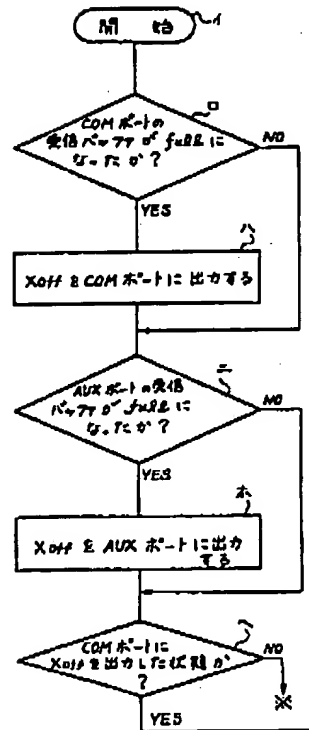 開 始
イ
ロ
COMポートの
受信バッファが fullに
なったか?
NO
YES
ハ
XoffをCOMポートに出力する
ニ
AUXポートの受信
バッファが fullに
なったか?
NO
YES
ホ
XoffをAUXポートに出力
する
ヘ
COMポートに
Xoffを出力した状態か
?
NO
※
YES